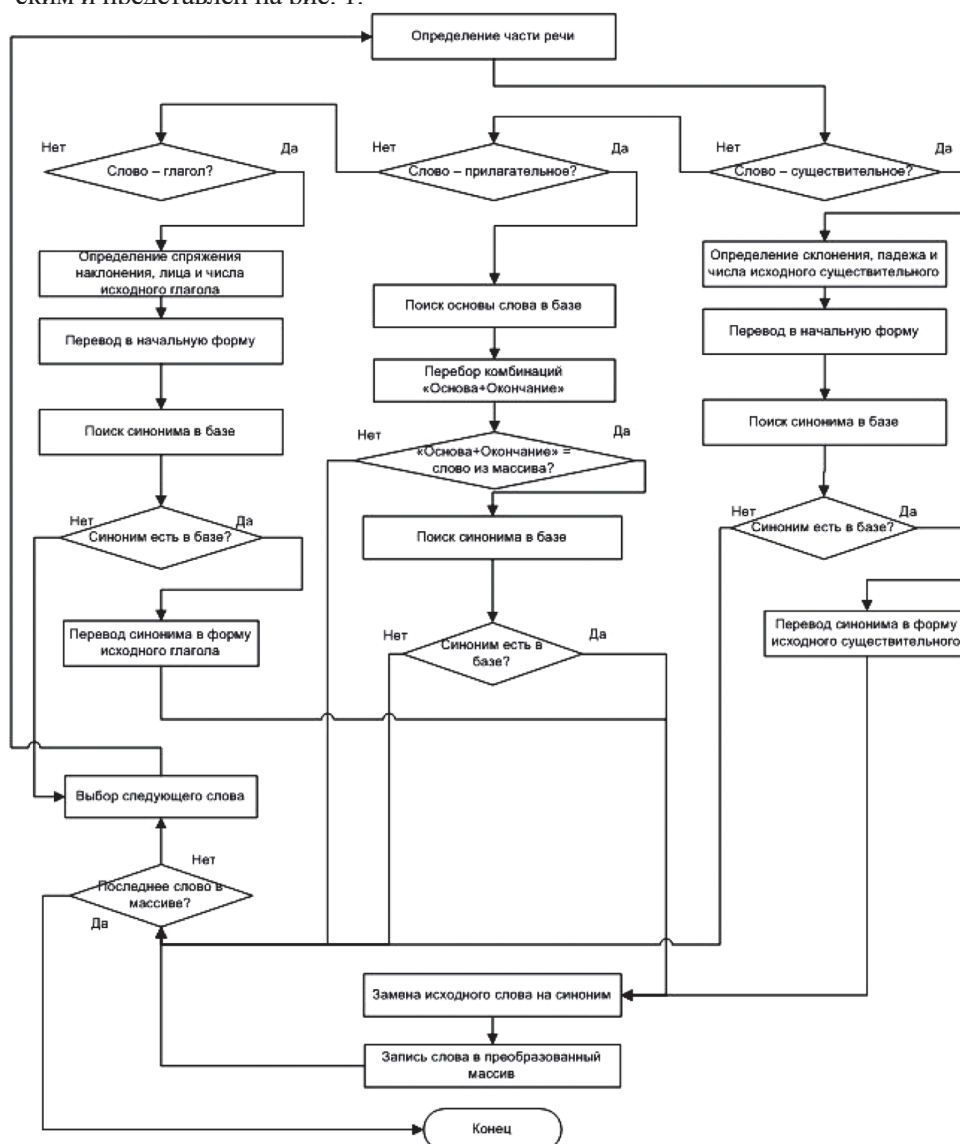 ским и представлен на рис. 1.
Определение части речи
Нет
Да
Нет
Да
Нет
Да
Слово – глагол?
Слово – прилагательное?
Слово – существительное?
Определение спряжения
наклонения, лица и числа
исходного глагола
Определение склонения, падежа и
числа исходного существительного
Поиск основы слова в базе
Перевод в начальную форму
Перевод в начальную форму
Перебор комбинаций
«Основа+Окончание»
Поиск синонима в базе
Поиск синонима в базе
Нет
Да
«Основа+Окончание» =
слово из массива?
Нет
Да
Синоним есть в базе?
Поиск синонима в базе
Нет
Да
Синоним есть в базе?
Перевод синонима в форму
исходного глагола
Нет
Да
Синоним есть в
базе?
Перевод синонима в форму
исходного существительного
Выбор следующего слова
Нет
Последнее слово в
массиве?
Да
Замена исходного слова на синоним
Запись слова в преобразованный
массив
Конец